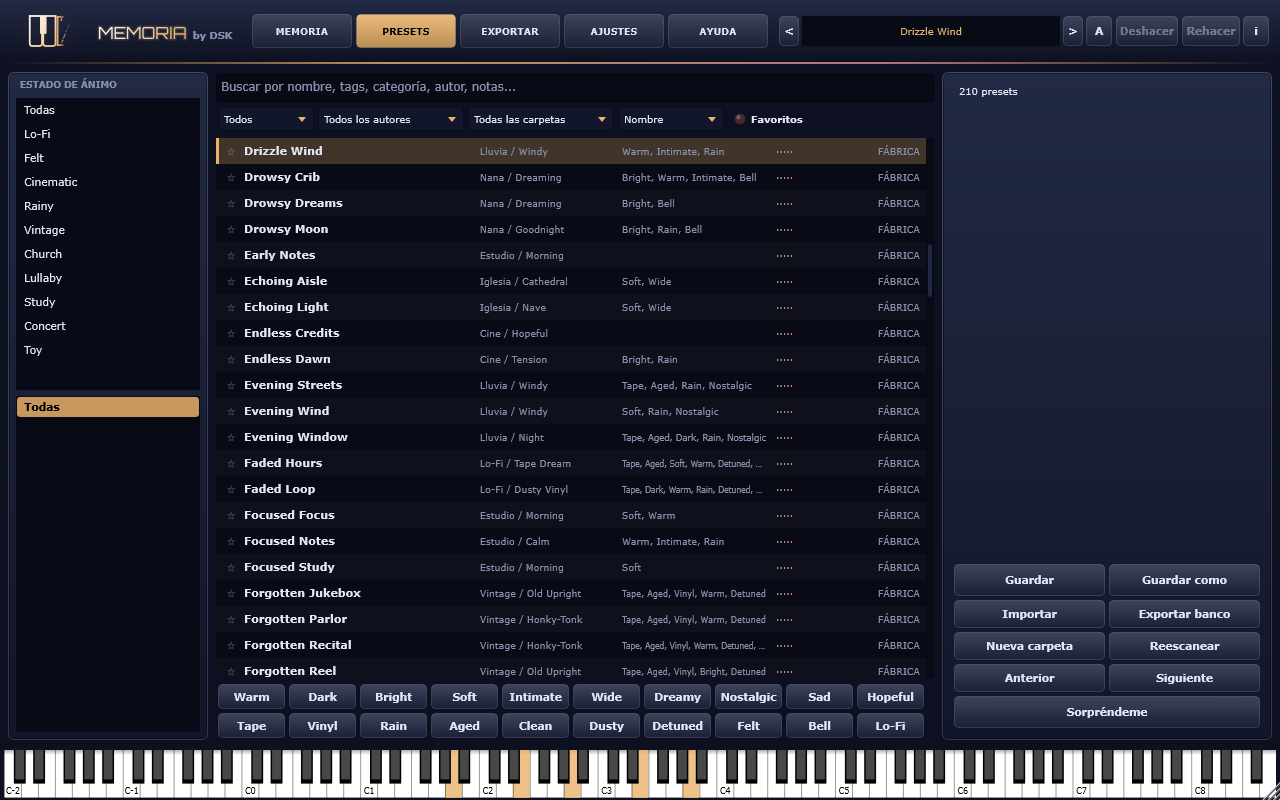 MEMORIA by DSK
MEMORIA
PRESETS
EXPORTAR
AJUSTES
AYUDA
<
Drizzle Wind
>
A
Deshacer
Rehacer
i
ESTADO DE ÁNIMO
Todas
Lo-Fi
Felt
Cinematic
Rainy
Vintage
Church
Lullaby
Study
Concert
Toy
Todas
Buscar por nombre, tags, categoría, autor, notas...
Todos
Todos los autores
Todas las carpetas
Nombre
Favoritos
Drizzle Wind Lluvia / Windy Warm, Intimate, Rain FÁBRICA
Drowsy Crib Nana / Dreaming Bright, Warm, Intimate, Bell FÁBRICA
Drowsy Dreams Nana / Dreaming Bright, Bell FÁBRICA
Drowsy Moon Nana / Goodnight Bright, Rain, Bell FÁBRICA
Early Notes Estudio / Morning FÁBRICA
Echoing Aisle Iglesia / Cathedral Soft, Wide FÁBRICA
Echoing Light Iglesia / Nave Soft, Wide FÁBRICA
Endless Credits Cine / Hopeful FÁBRICA
Endless Dawn Cine / Tension Bright, Rain FÁBRICA
Evening Streets Lluvia / Windy Tape, Aged, Rain, Nostalgic FÁBRICA
Evening Wind Lluvia / Windy Soft, Rain, Nostalgic FÁBRICA
Evening Window Lluvia / Night Tape, Aged, Dark, Rain, Nostalgic FÁBRICA
Faded Hours Lo-Fi / Tape Dream Tape, Aged, Soft, Warm, Detuned, ... FÁBRICA
Faded Loop Lo-Fi / Dusty Vinyl Tape, Dark, Warm, Rain, Detuned, ... FÁBRICA
Focused Focus Estudio / Morning Soft, Warm FÁBRICA
Focused Notes Estudio / Calm Warm, Intimate, Rain FÁBRICA
Focused Study Estudio / Morning Soft FÁBRICA
Forgotten Jukebox Vintage / Old Upright Tape, Aged, Vinyl, Warm, Detuned FÁBRICA
Forgotten Parlor Vintage / Honky-Tonk Tape, Aged, Vinyl, Warm, Detuned FÁBRICA
Forgotten Recital Vintage / Honky-Tonk Tape, Aged, Vinyl, Warm, Detuned, ... FÁBRICA
Forgotten Reel Vintage / Old Upright Tape, Aged, Vinyl, Bright, Detuned FÁBRICA
Warm Dark Bright Soft Intimate Wide Dreamy Nostalgic Sad Hopeful
Tape Vinyl Rain Aged Clean Dusty Detuned Felt Bell Lo-Fi
210 presets
Guardar Guardar como
Importar Exportar banco
Nueva carpeta Reescanear
Anterior Siguiente
Sorpréndeme
C-2 C-1 C0 C1 C2 C3 C4 C5 C6 C7 C8